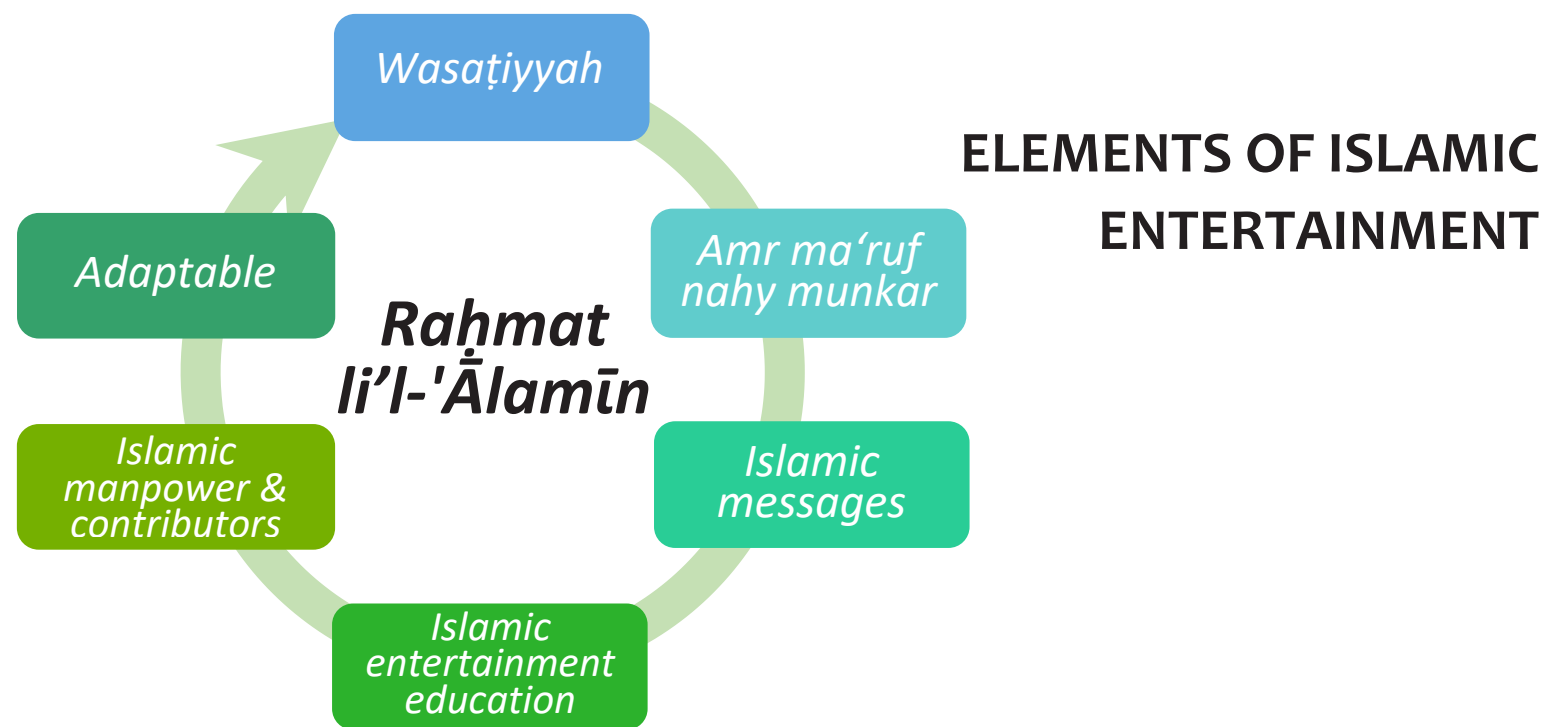 Wasaṭiyyah
ELEMENTS OF ISLAMIC
ENTERTAINMENT
Amr ma‘ruf
nahy munkar
Islamic
messages
Islamic
entertainment
education
Islamic
manpower &
contributors
Adaptable
Raḥmat
li’l-'Ālamīn